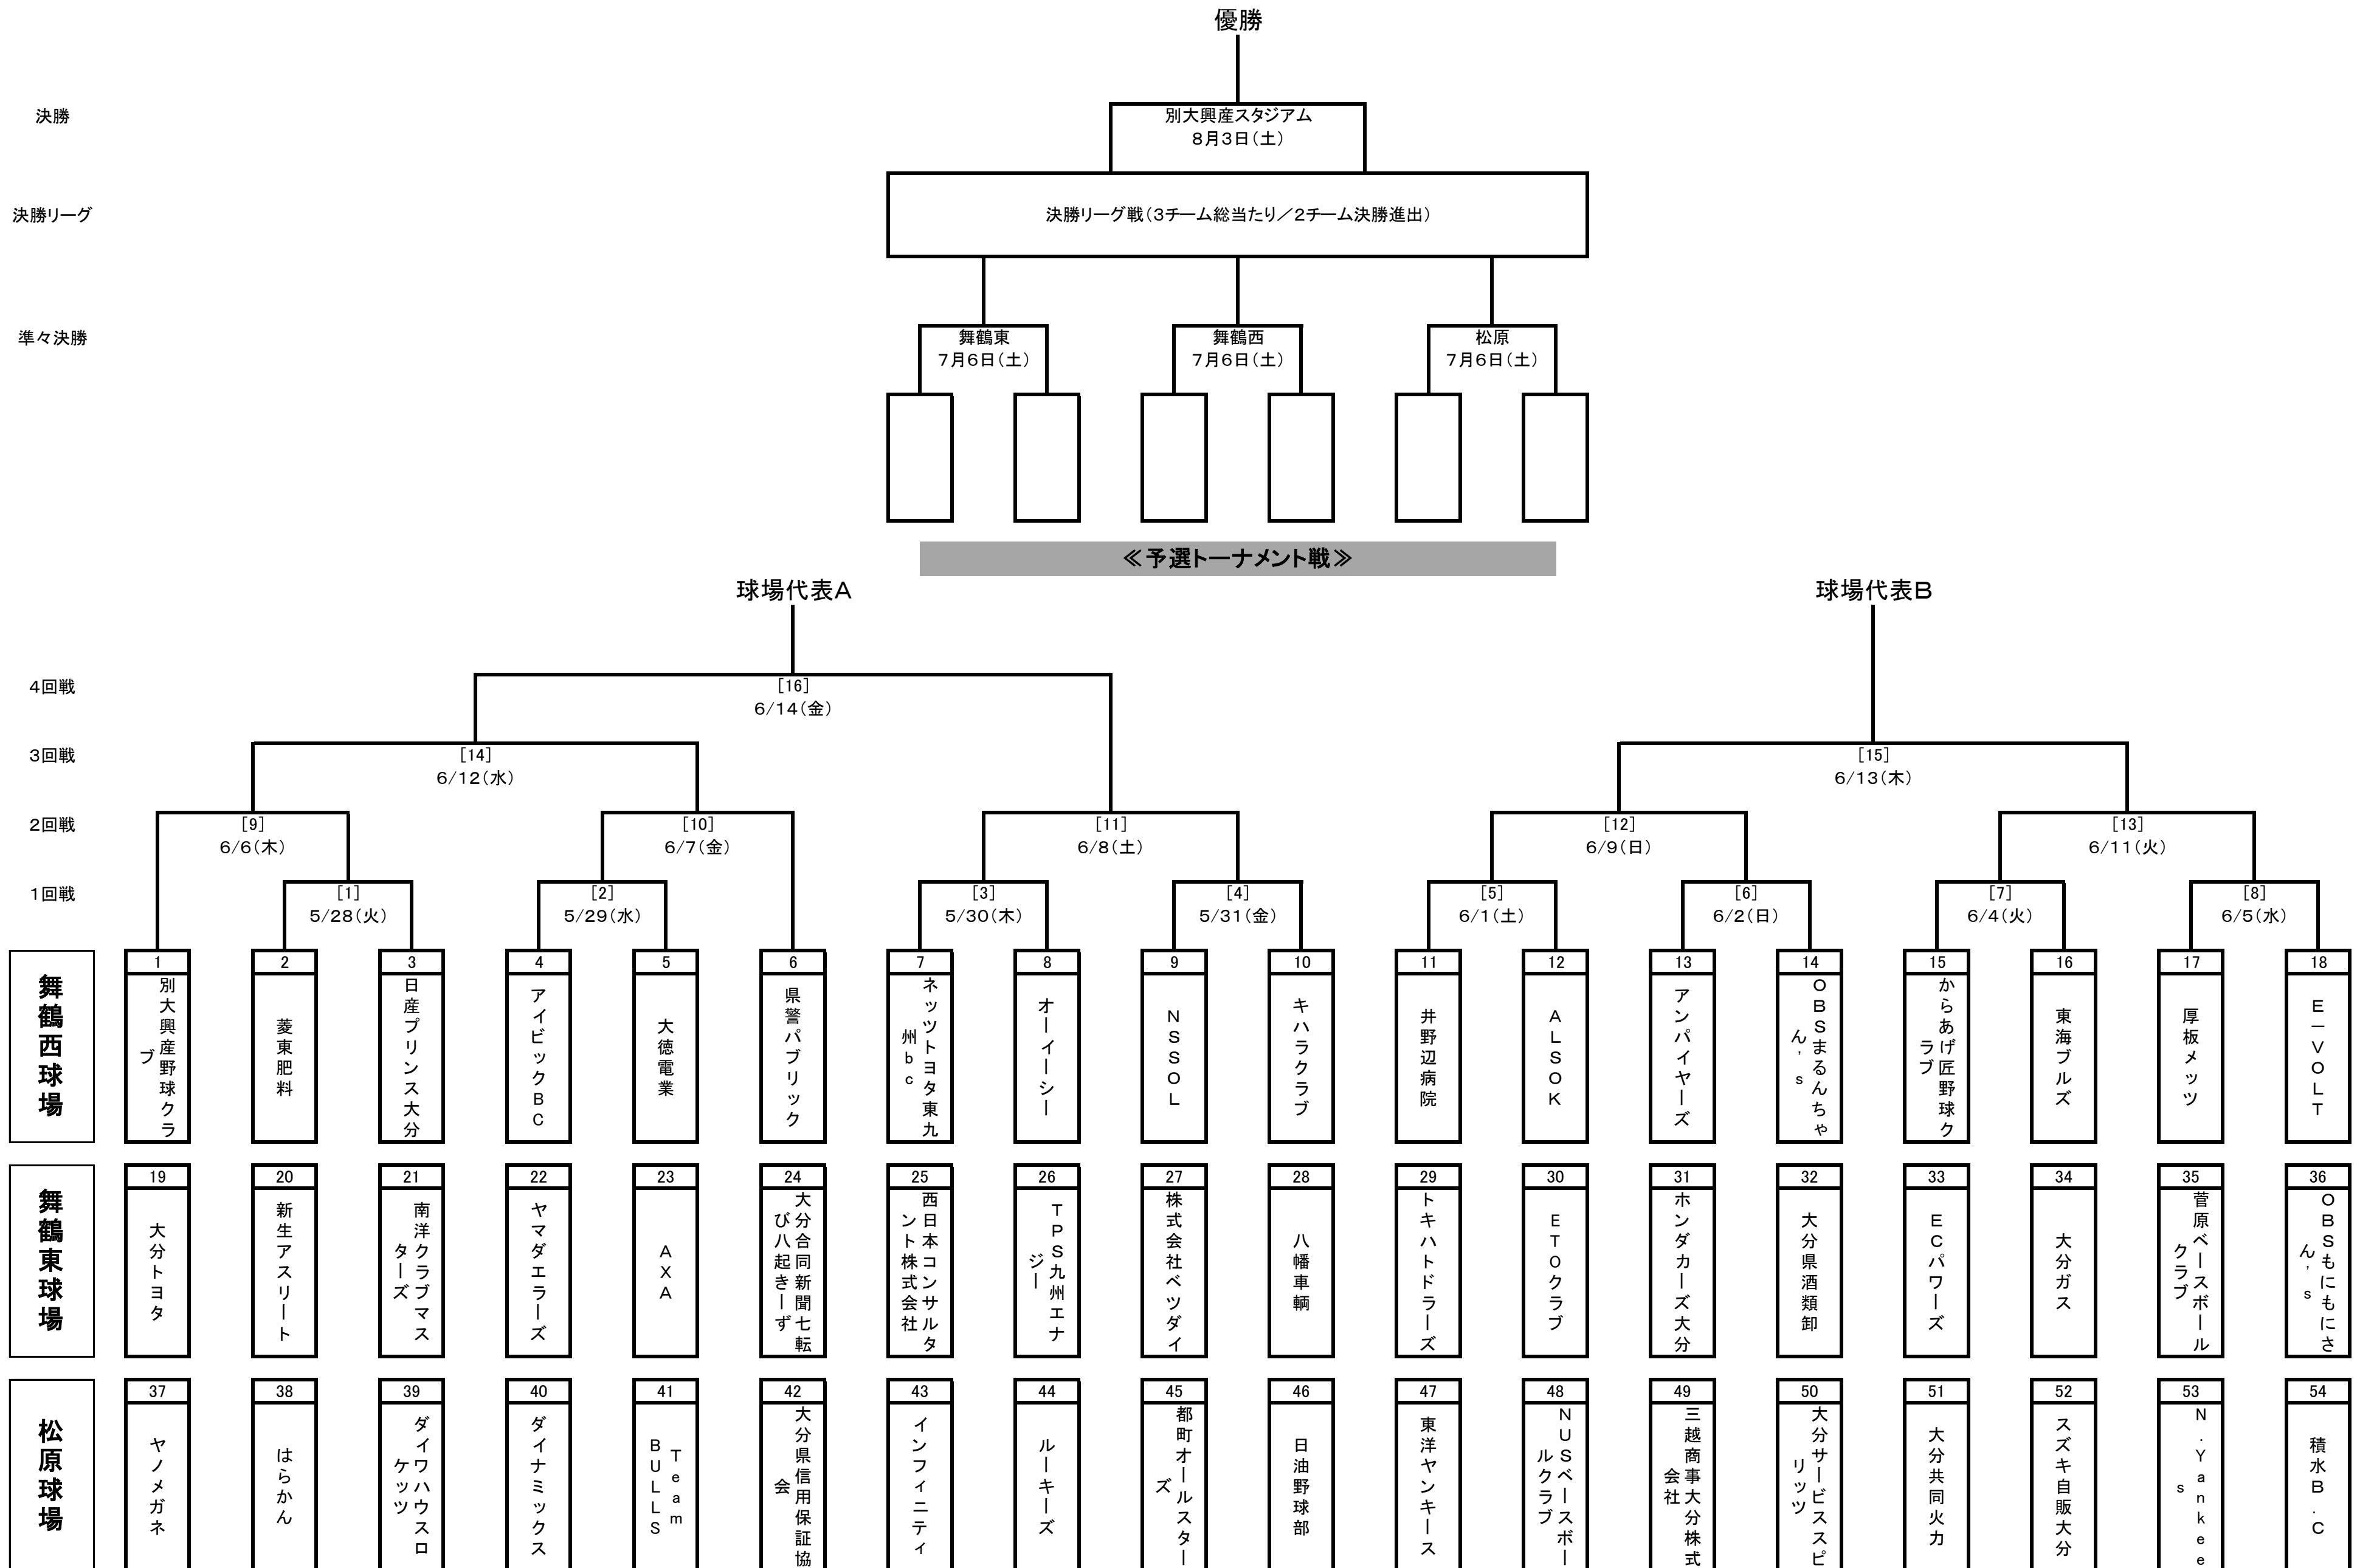 優勝
決勝
別大興産スタジアム
8月3日(土)
決勝リーグ
決勝リーグ戦(3チーム総当たり/2チーム決勝進出)
準々決勝
舞鶴東
7月6日(土)
舞鶴西
7月6日(土)
松原
7月6日(土)
≪予選トーナメント戦≫
球場代表A
球場代表B
4回戦
[16]
6/14(金)
3回戦
[14]
6/12(水)
[15]
6/13(木)
2回戦
[9]
6/6(木)
[10]
6/7(金)
[11]
6/8(土)
[12]
6/9(日)
[13]
6/11(火)
1回戦
[1]
5/28(火)
[2]
5/29(水)
[3]
5/30(木)
[4]
5/31(金)
[5]
6/1(土)
[6]
6/2(日)
[7]
6/4(火)
[8]
6/5(水)
舞鶴西球場
1
別大興産野球クラ
ブ
2
菱東肥料
3
日産プリンス大分
4
アイビックBC
5
大徳電業
6
県警パブリック
7
ネッツトヨタ東九
州bc
8
オーイーシー
9
NSSOL
10
キハラクラブ
11
井野辺病院
12
ALSOK
13
アンパイヤーズ
14
OBSまるんちゃ
ん's
15
からあげ匠野球ク
ラブ
16
東海ブルズ
17
厚板メッツ
18
E-VOLT
舞鶴東球場
19
大分トヨタ
20
新生アスリート
21
南洋クラブマス
ターズ
22
ヤマダエラーズ
23
AXA
24
大分合同新聞七転
び八起きーず
25
西日本コンサルタ
ント株式会社
26
TPS九州エナ
ジー
27
株式会社ベツダイ
28
八幡車輌
29
トキハトドラーズ
30
ETOクラブ
31
ホンダカーズ大分
32
大分県酒類卸
33
ECパワーズ
34
大分ガス
35
菅原ベースボール
クラブ
36
OBSもにもにさ
ん's
松原球場
37
ヤノメガネ
38
はらかん
39
ダイワハウスロ
ケッツ
40
ダイナミックス
41
Team
BULLS
42
大分県信用保証協
会
43
インフィニティ
44
ルーキーズ
45
都町オールスター
ズ
46
日油野球部
47
東洋ヤンキース
48
NUSベースボー
ルクラブ
49
三越商事大分株式
会社
50
大分サービススピ
リッツ
51
大分共同火力
52
スズキ自販大分
53
N.Yankee
s
54
積水B.C